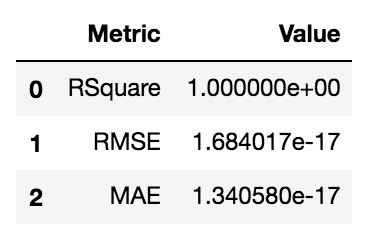 Metric Value
0 RSquare 1.000000e+00
1 RMSE 1.684017e-17
2 MAE 1.340580e-17